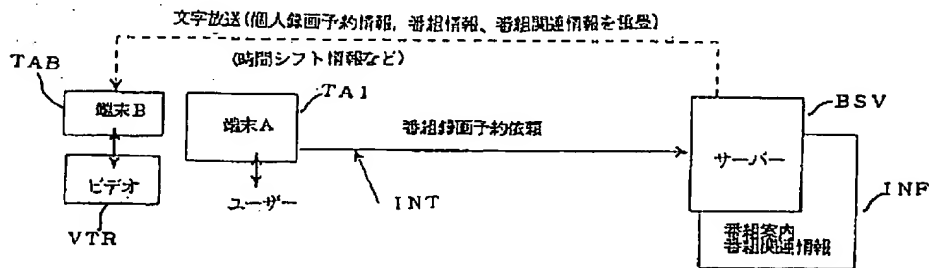 文字放送(個人録画予約情報、番組情報、番組関連情報を重畳)
(時間シフト情報など)
TAB
端末B
ビデオ
VTR
端末A
TA1
ユーザー
番組録画予約依頼
INT
BSV
サーバー
INF
番組案内
番組関連情報